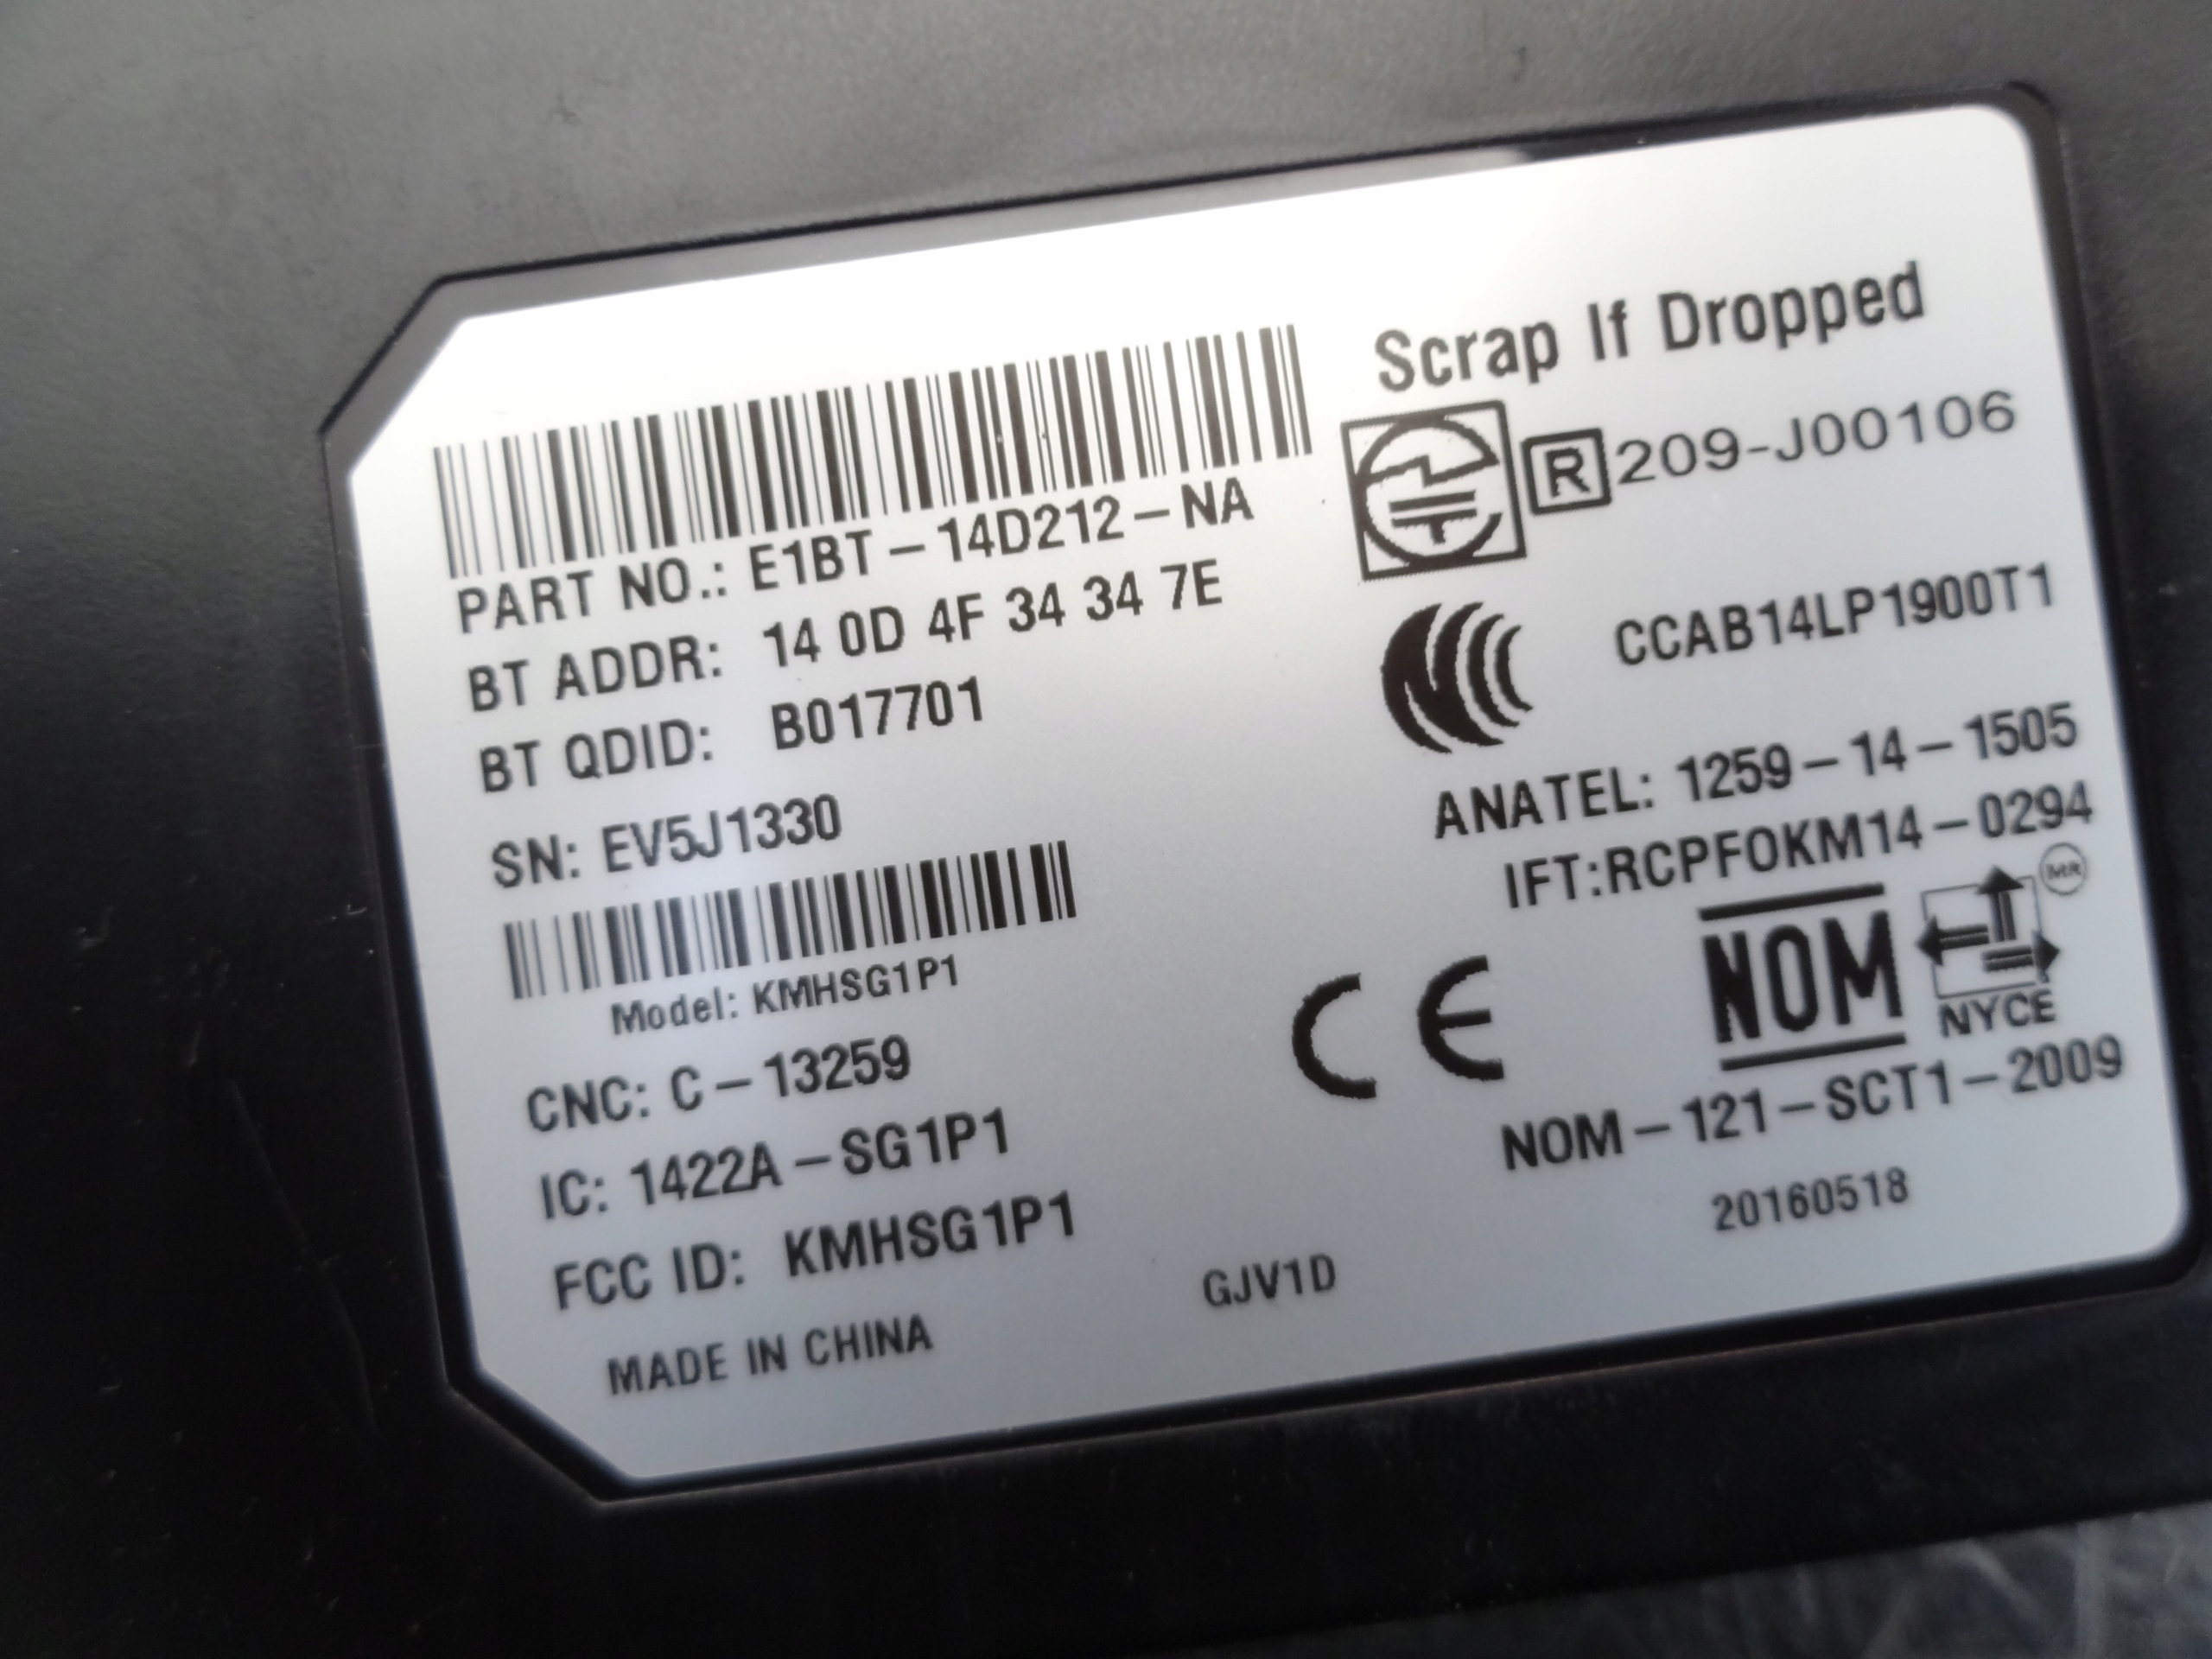 Scrap If Dropped
R 209-J00106
PART NO.: E1BT-14D212-NA
BT ADDR: 14 0D 4F 34 34 7E
BT QDID: B017701
SN: EV5J1330
Model: KMHSG1P1
CNC: C-13259
IC: 1422A-SG1P1
FCC ID: KMHSG1P1
MADE IN CHINA
GJV1D
CCAB14LP1900T1
ANATEL: 1259-14-1505
IFT:RCPFOKM14-0294
CE
NOM
MR
NYCE
NOM-121-SCT1-2009
20160518